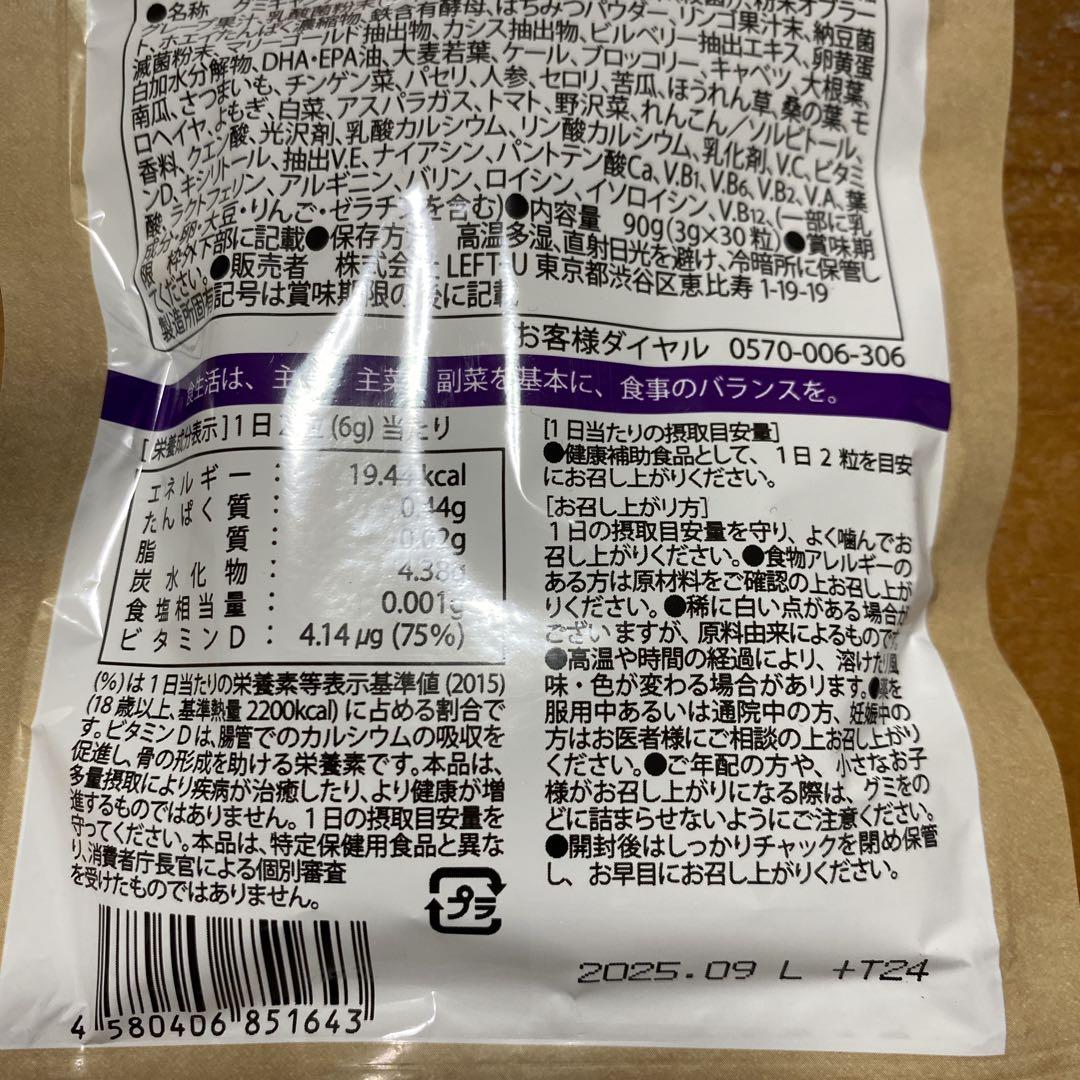 ●名称 グミキャ
ト、ホエイたんぱく濃縮物、鉄含有酵母、はちみつパウダー、リンゴ果汁末、納豆菌
滅菌粉末、マリーゴールド抽出物、カシス抽出物、ビルベリー抽出エキス、卵黄蛋
白加水分解物、DHA・EPA油、大麦若葉、ケール、ブロッコリー、キャベツ、大根葉、
南瓜、さつまいも、チンゲン菜、パセリ、人参、セロリ、苦瓜、ほうれん草、桑の葉、モ
ロヘイヤ、よもぎ、白菜、アスパラガス、トマト、野沢菜、れんこん/ソルビトール、
香料、クエン酸、光沢剤、乳酸カルシウム、リン酸カルシウム、乳化剤、V.C、ビタミ
ンD、キシリトール、抽出V.E、ナイアシン、パントテン酸Ca、V.B1、V.B6、V.B2、V.A、葉
酸、ラクトフェリン、アルギニン、バリン、ロイシン、イソロイシン、V.B12、(一部に乳
成分・卵・大豆・りんご・ゼラチンを含む)●内容量 90g(3g×30粒)●賞味期
限 枠外下部に記載●保存方 高温多湿、直射日光を避け、冷暗所に保管し
てください。●販売者 株式会社 LEFT U 東京都渋谷区恵比寿 1-19-19
製造所固有記号は賞味期限の後に記載
お客様ダイヤル 0570-006-306
食生活は、主 主菜、副菜を基本に、食事のバランスを。
[栄養成分表示]1日2粒(6g)当たり
エネルギー: 19.44kcal
たんぱく質: 0.44g
脂質: 0.02g
炭水化物: 4.38g
食塩相当量: 0.001g
ビタミンD: 4.14μg(75%)
(%)は1日当たりの栄養素等表示基準値(2015)
(18歳以上、基準熱量2200kcal)に占める割合で
す。ビタミンDは、腸管でのカルシウムの吸収を
促進し、骨の形成を助ける栄養素です。本品は、
多量摂取により疾病が治癒したり、より健康が増
進するものではありません。1日の摂取目安量を
守ってください。本品は、特定保健用食品と異な
り、消費者庁長官による個別審査
を受けたものではありません。
プラ
4 580406 851643
[1日当たりの摂取目安量]
●健康補助食品として、1日2粒を目安
にお召し上がりください。
[お召し上がり方]
1日の摂取目安量を守り、よく噛んでお
召し上がりください。●食物アレルギーの
ある方は原材料をご確認の上お召し上が
りください。●稀に白い点がある場合が
ございますが、原料由来によるものです。
●高温や時間の経過により、溶けたり風
味・色が変わる場合があります。●薬を
服用中あるいは通院中の方、妊娠中の
方はお医者様にご相談の上お召し上がり
ください。●ご年配の方や、小さなお子
様がお召し上がりになる際は、グミをの
どに詰まらせないようにご注意ください。
●開封後はしっかりチャックを閉め保管
し、お早目にお召し上がりください。
2025.09 L +T24